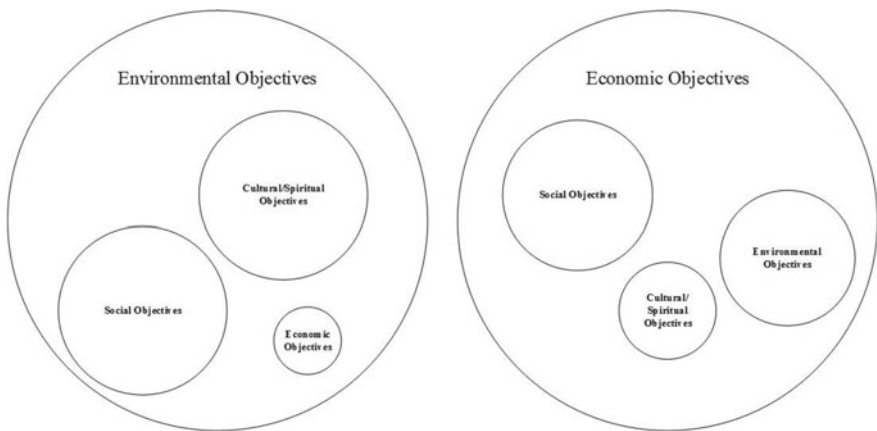 Environmental Objectives
Cultural/Spiritual
Objectives
Social Objectives
Economic
Objectives
Economic Objectives
Social Objectives
Environmental
Objectives
Cultural/
Spiritual
Objectives